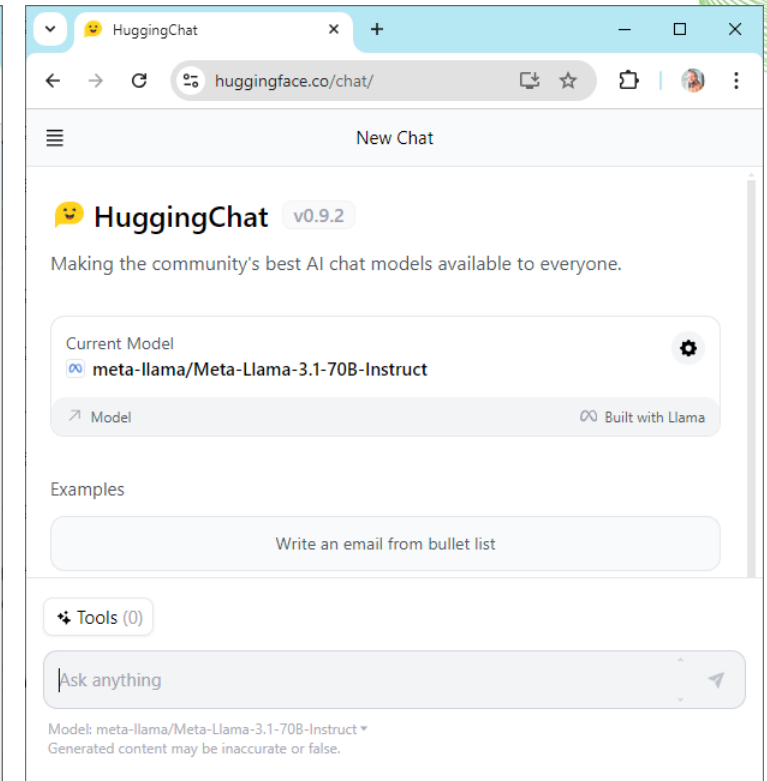 HuggingChat
huggingface.co/chat/
New Chat
HuggingChat v0.9.2
Making the community's best AI chat models available to everyone.
Current Model
meta-llama/Meta-Llama-3.1-70B-Instruct
Model Built with Llama
Examples
Write an email from bullet list
Tools (0)
Ask anything
Model: meta-llama/Meta-Llama-3.1-70B-Instruct
Generated content may be inaccurate or false.